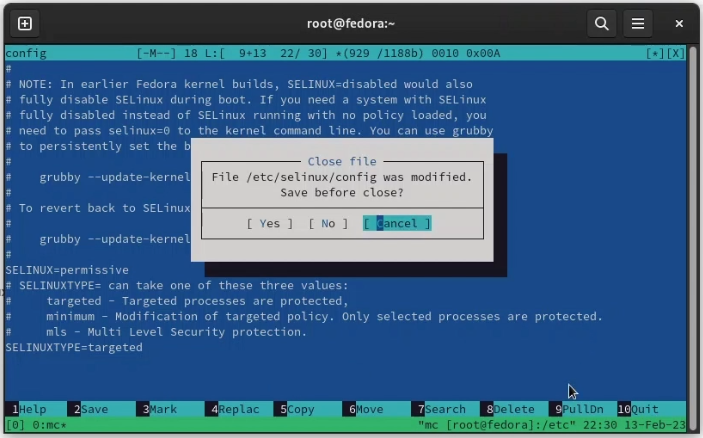 root@fedora:~
config [-M--] 18 L:[ 9+13 22/ 30] *(929 /1188b) 0010 0x00A [*][X]
#
# NOTE: In earlier Fedora kernel builds, SELINUX=disabled would also
# fully disable SELinux during boot. If you need a system with SELinux
# fully disabled instead of SELinux running with no policy loaded, you
# need to pass selinux=0 to the kernel command line. You can use grubby
# to persistently set the b
#
# grubby --update-kernel
#
# To revert back to SELinux
#
# grubby --update-kernel
#
SELINUX=permissive
# SELINUXTYPE= can take one of these three values:
# targeted - Targeted processes are protected,
# minimum - Modification of targeted policy. Only selected processes are protected.
# mls - Multi Level Security protection.
SELINUXTYPE=targeted
Close file
File /etc/selinux/config was modified.
Save before close?
[ Yes ] [ No ] [ Cancel ]
1Help 2Save 3Mark 4Replac 5Copy 6Move 7Search 8Delete 9PullDn 10Quit
[0] 0:mc* "mc [root@fedora]:/etc" 22:30 13-Feb-23